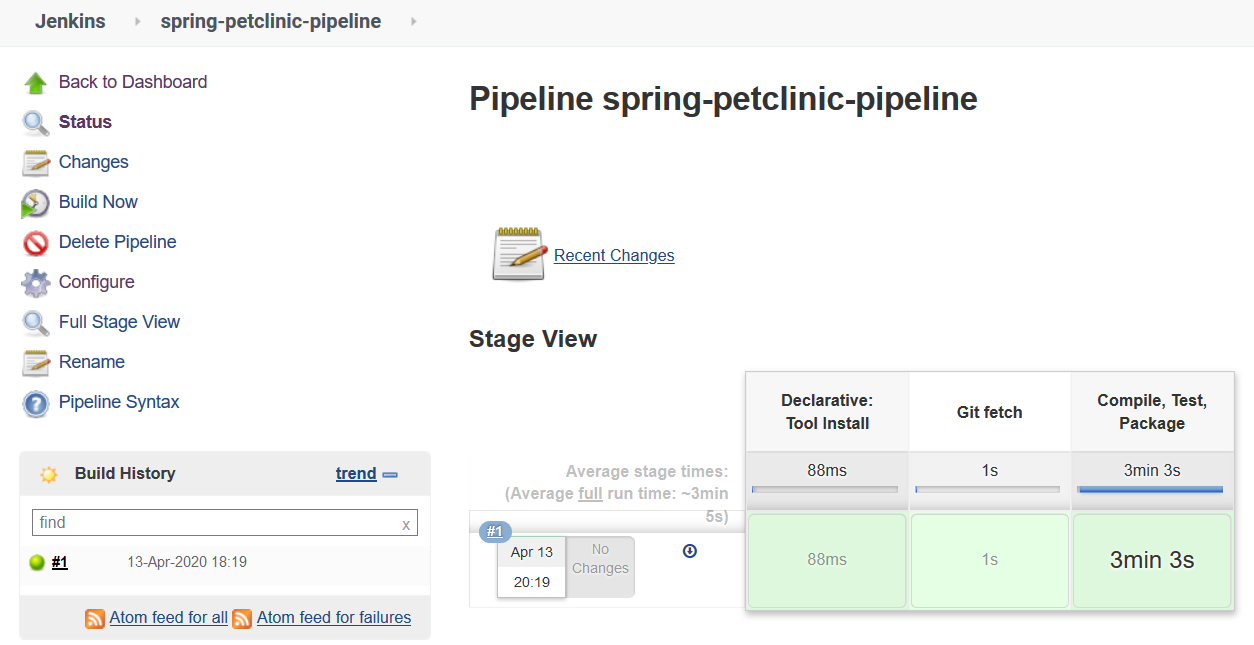 Jenkins spring-petclinic-pipeline
Back to Dashboard
Status
Changes
Build Now
Delete Pipeline
Configure
Full Stage View
Rename
Pipeline Syntax
Build History trend
find x
#1 13-Apr-2020 18:19
Atom feed for all Atom feed for failures
Pipeline spring-petclinic-pipeline
Recent Changes
Stage View
Declarative:
Tool Install
Git fetch
Compile, Test,
Package
Average stage times:
(Average full run time: ~3min
5s)
88ms
1s
3min 3s
#1
Apr 13
20:19
No
Changes
88ms
1s
3min 3s